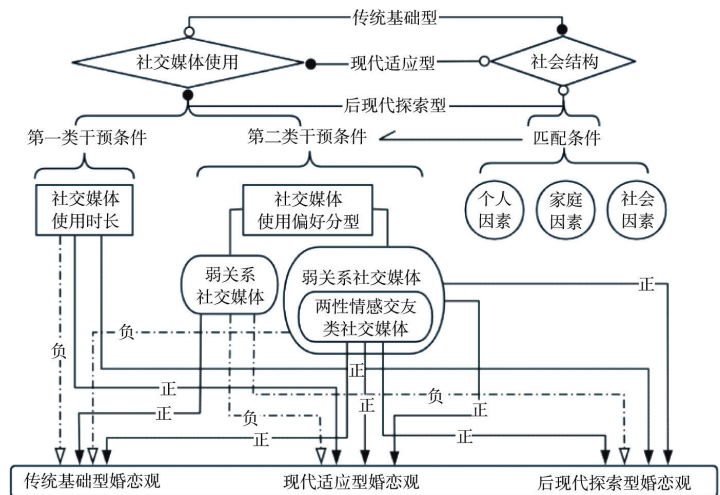 传统基础型
社交媒体使用
现代适应型
社会结构
后现代探索型
第一类干预条件
第二类干预条件
匹配条件
社交媒体
使用时长
社交媒体
使用偏好分型
个人
因素
家庭
因素
社会
因素
弱关系
社交媒体
弱关系社交媒体
两性情感交友
类社交媒体
正
负
负
正
正
正
正
负
正
负
正
正
传统基础型婚恋观
现代适应型婚恋观
后现代探索型婚恋观